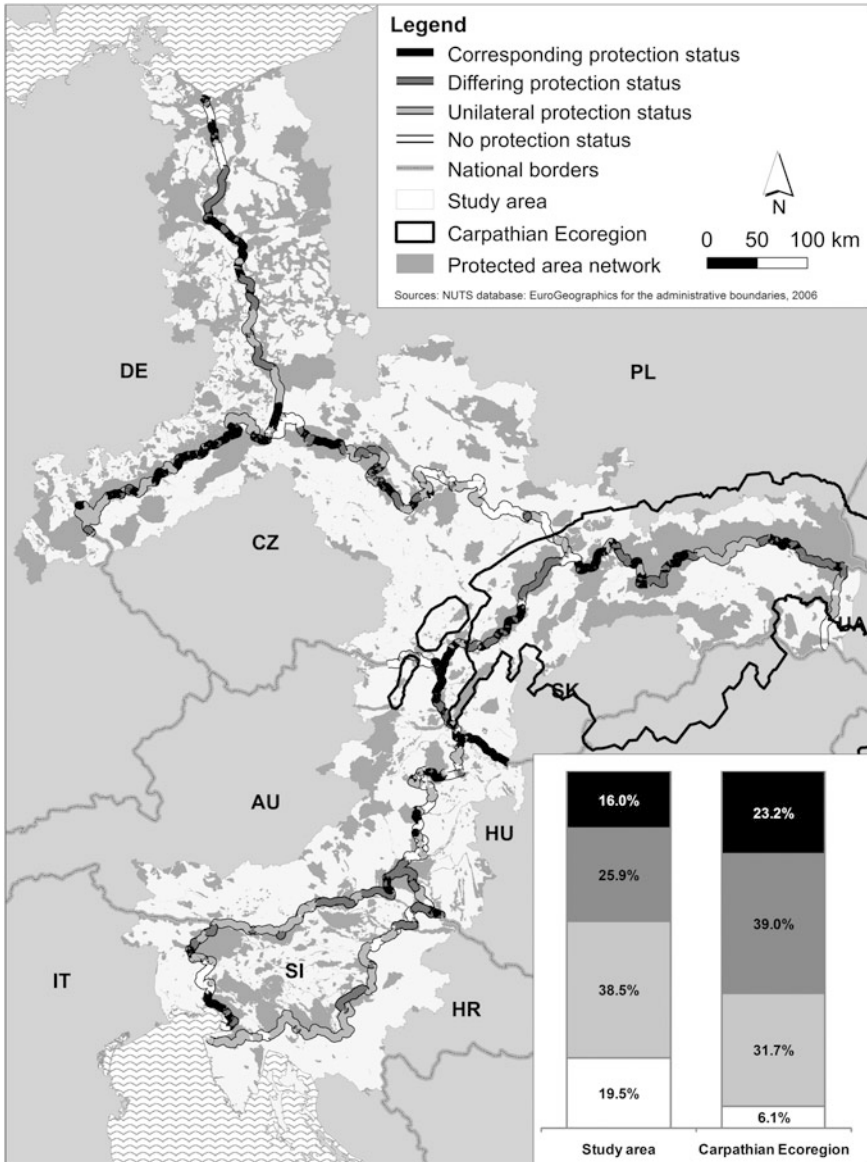 Legend
Corresponding protection status
Differing protection status
Unilateral protection status
No protection status
National borders
Study area
Carpathian Ecoregion
Protected area network
N
0 50 100 km
Sources: NUTS database: EuroGeographics for the administrative boundaries, 2006
DE
PL
CZ
UA
SK
AU
HU
SI
IT
HR
16.0%
23.2%
25.9%
39.0%
38.5%
31.7%
19.5%
6.1%
Study area
Carpathian Ecoregion